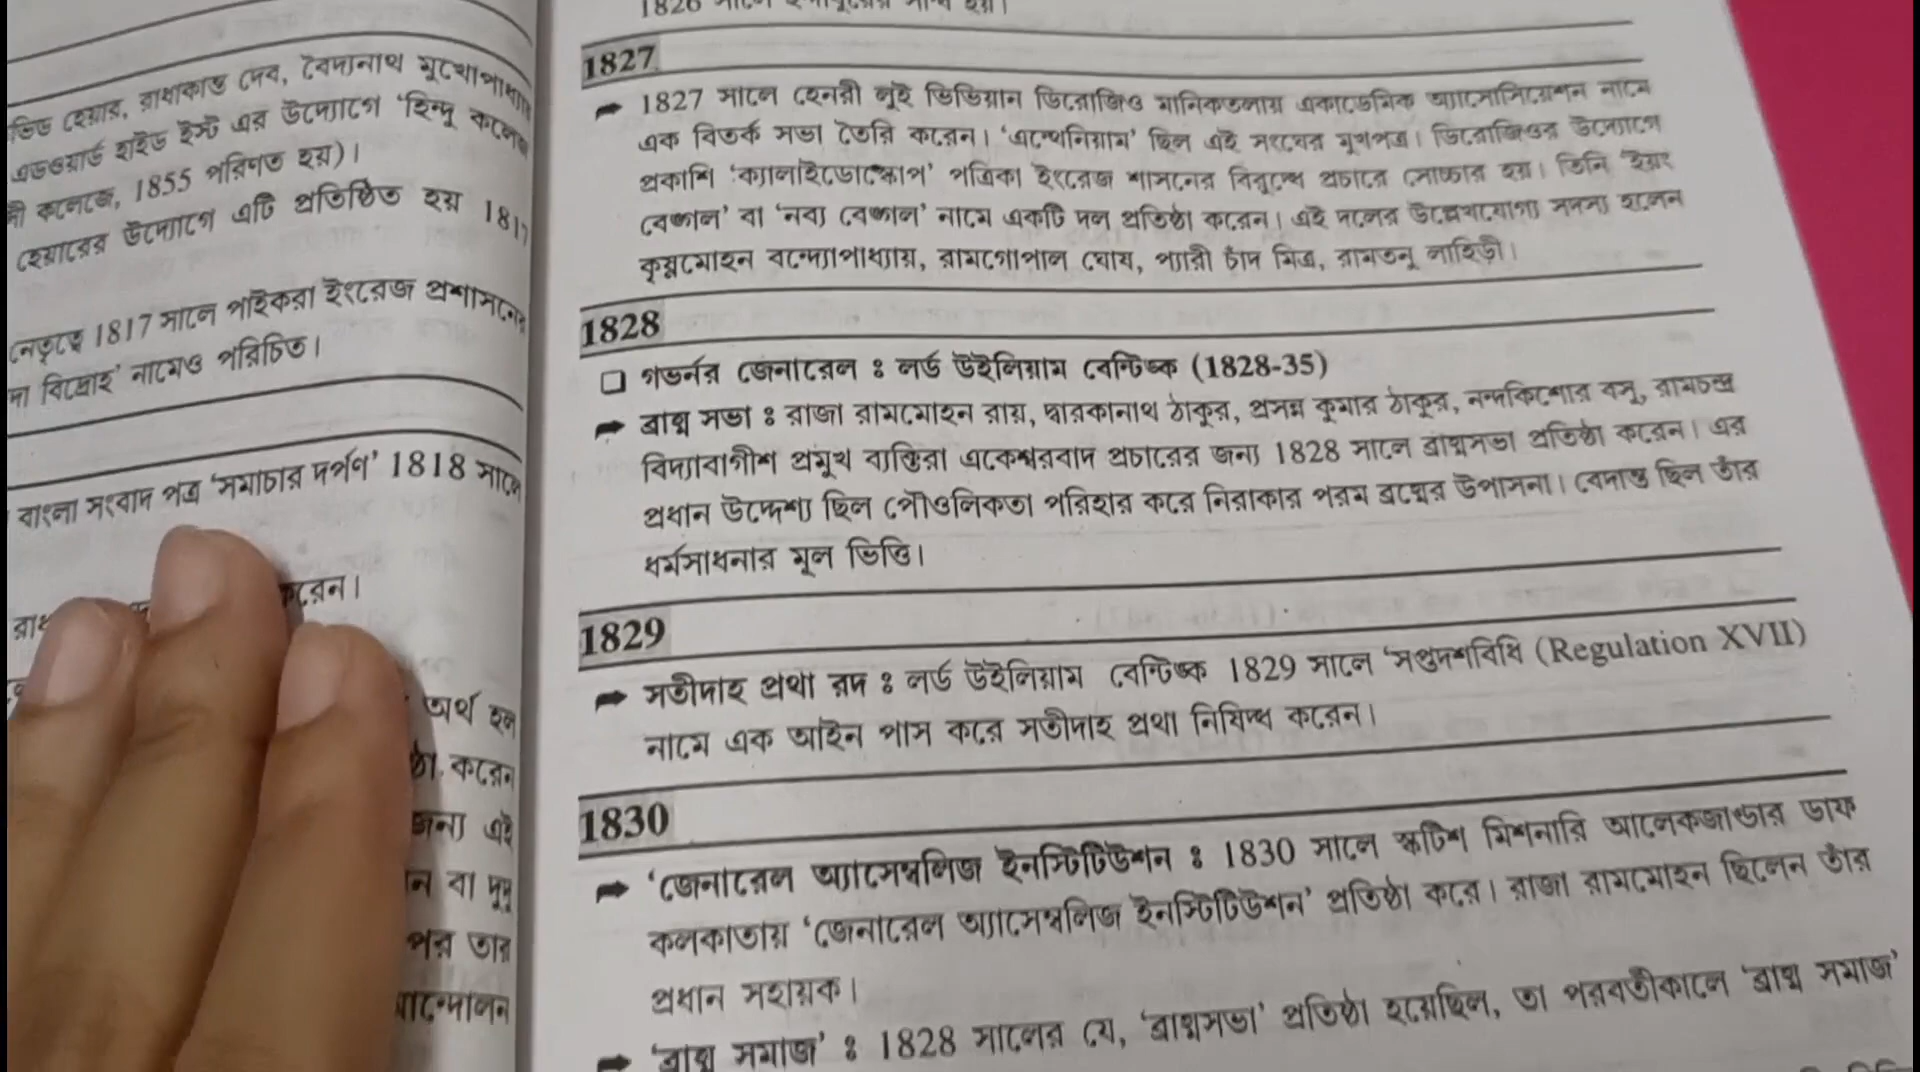 ভিড হেয়ার, রাধাকান্ত দেব, বৈদ্যনাথ মুখোপাধ্যায়
এডওয়ার্ড হাইড ইস্ট এর উদ্যোগে 'হিন্দু কলেজ
কলেজে, 1855 পরিণত হয়)।
হেয়ারের উদ্যোগে এটি প্রতিষ্ঠিত হয় 1817
নেতৃত্বে 1817 সালে পাইকরা ইংরেজ প্রশাসনের
বিদ্রোহ' নামেও পরিচিত।
বাংলা সংবাদ পত্র 'সমাচার দর্পণ' 1818 সালে
করেন।
অর্থ হল
করেন
জন্য এই
ন বা দুদু
পর তার
আন্দোলন
1826 সালে
1827
➡ 1827 সালে হেনরী লুই ভিভিয়ান ডিরোজিও মানিকতলায় একাডেমিক অ্যাসোসিয়েশন নামে
এক বিতর্ক সভা তৈরি করেন। 'এথেনিয়াম' ছিল এই সংঘের মুখপত্র। ডিরোজিওর উদ্যোগে
প্রকাশি 'ক্যালাইডোস্কোপ' পত্রিকা ইংরেজ শাসনের বিরুদ্ধে প্রচারে সোচ্চার হয়। তিনি 'ইয়ং
বেঙ্গল' বা 'নব্য বেঙ্গল' নামে একটি দল প্রতিষ্ঠা করেন। এই দলের উল্লেখযোগ্য সদস্য হলেন
কৃষ্ণমোহন বন্দ্যোপাধ্যায়, রামগোপাল ঘোষ, প্যারী চাঁদ মিত্র, রামতনু লাহিড়ী।
1828
☐ গভর্নর জেনারেল ঃ লর্ড উইলিয়াম বেন্টিঙ্ক (1828-35)
➡ ব্রাহ্ম সভা ঃ রাজা রামমোহন রায়, দ্বারকানাথ ঠাকুর, প্রসন্ন কুমার ঠাকুর, নন্দকিশোর বসু, রামচন্দ্র
বিদ্যাবাগীশ প্রমুখ ব্যক্তিরা একেশ্বরবাদ প্রচারের জন্য 1828 সালে ব্রাহ্মসভা প্রতিষ্ঠা করেন। এর
প্রধান উদ্দেশ্য ছিল পৌত্তলিকতা পরিহার করে নিরাকার পরম ব্রহ্মের উপাসনা। বেদান্ত ছিল তাঁর
ধর্মসাধনার মূল ভিত্তি।
1829
➡ সতীদাহ প্রথা রদ ঃ লর্ড উইলিয়াম বেন্টিঙ্ক 1829 সালে 'সপ্তদশবিধি (Regulation XVII)
নামে এক আইন পাস করে সতীদাহ প্রথা নিষিদ্ধ করেন।
1830
➡ 'জেনারেল অ্যাসেম্বলিজ ইনস্টিটিউশন ঃ 1830 সালে স্কটিশ মিশনারি আলেকজান্ডার ডাফ
কলকাতায় 'জেনারেল অ্যাসেম্বলিজ ইনস্টিটিউশন' প্রতিষ্ঠা করে। রাজা রামমোহন ছিলেন তাঁর
প্রধান সহায়ক।
➡ 'ব্রাহ্ম সমাজ' ঃ 1828 সালের যে, 'ব্রাহ্মসভা' প্রতিষ্ঠা হয়েছিল, তা পরবর্তীকালে 'ব্রাহ্ম সমাজ'